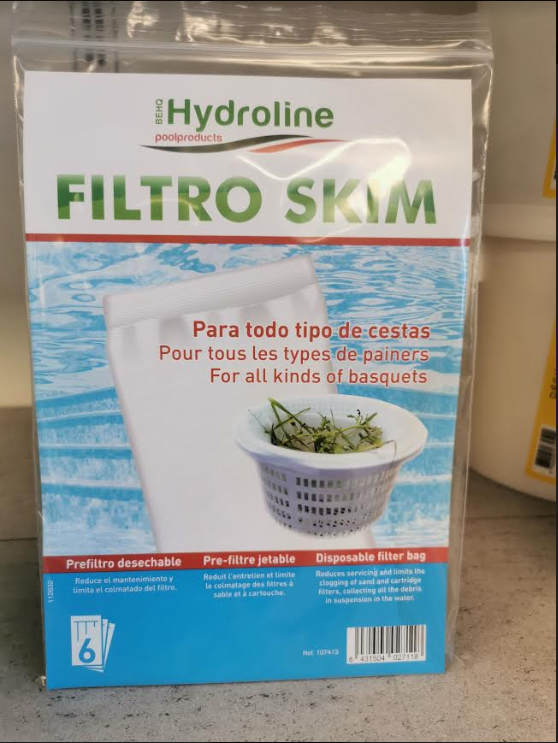 BEHQ
Hydroline
poolproducts
FILTRO SKIM
Para todo tipo de cestas
Pour tous les types de painers
For all kinds of basquets
Prefiltro desechable
Reduce el mantenimiento y
limita el colmatado del filtro.
Pre-filtre jetable
Reduit l'entretien et limite
le colmatage des filtres à
sable et à cartouche.
Disposable filter bag
Reduces servicing and limits the
clogging of sand and cartridge
filters, collecting all the debris
in suspension in the water.
6
Ref. 107413
8 431504 027118